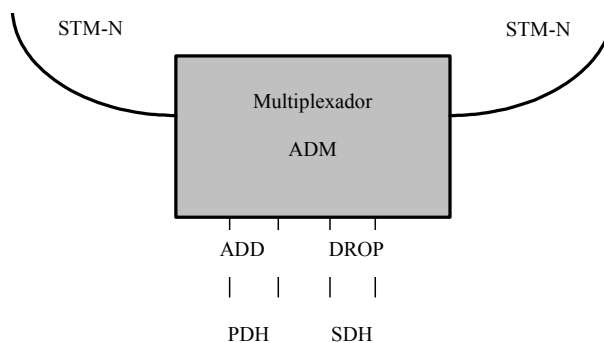 STM-N
STM-N
Multiplexador
ADM
ADD
DROP
PDH
SDH